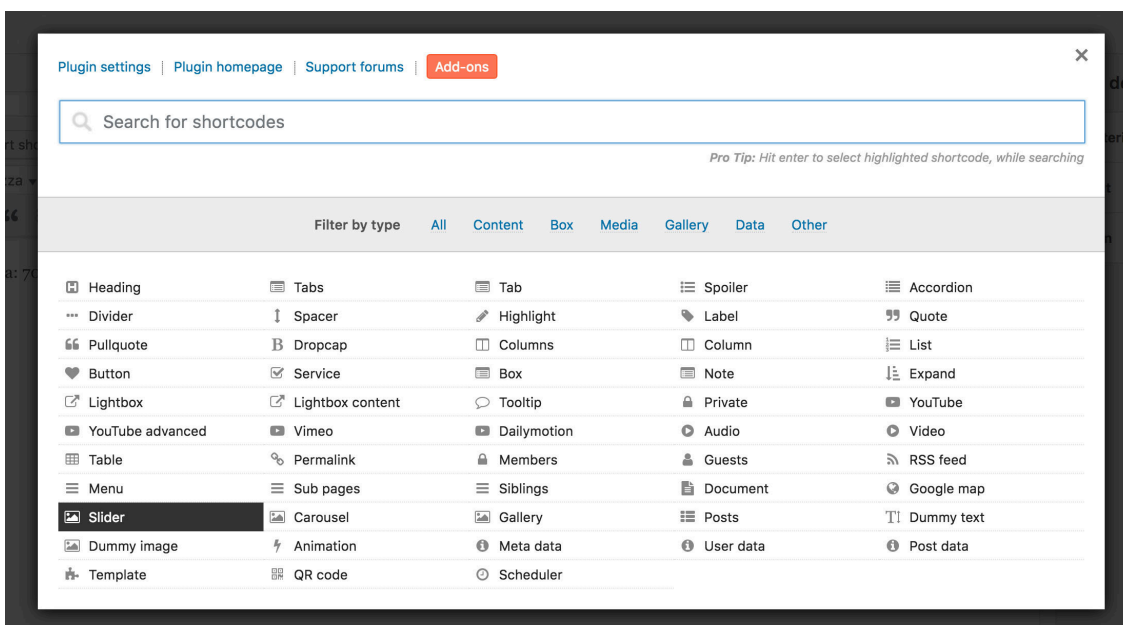 Plugin settings | Plugin homepage | Support forums | Add-ons
Search for shortcodes
Pro Tip: Hit enter to select highlighted shortcode, while searching
Filter by type All Content Box Media Gallery Data Other
Heading Tabs Tab Spoiler Accordion
Divider Spacer Highlight Label Quote
Pullquote Dropcap Columns Column List
Button Service Box Note Expand
Lightbox Lightbox content Tooltip Private YouTube
YouTube advanced Vimeo Dailymotion Audio Video
Table Permalink Members Guests RSS feed
Menu Sub pages Siblings Document Google map
Slider Carousel Gallery Posts Dummy text
Dummy image Animation Meta data User data Post data
Template QR code Scheduler